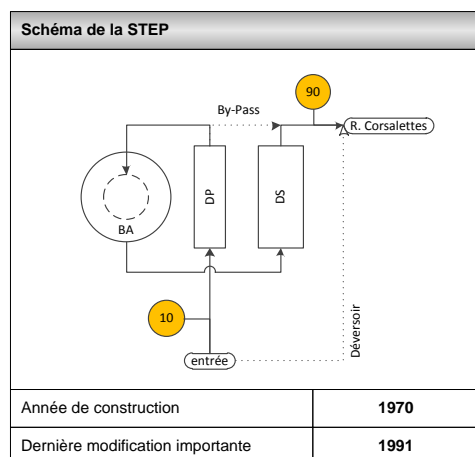 Schéma de la STEP
90
By-Pass
R. Corsalettes
DP
DS
BA
10
Déversoir
entrée
Année de construction 1970
Dernière modification importante 1991